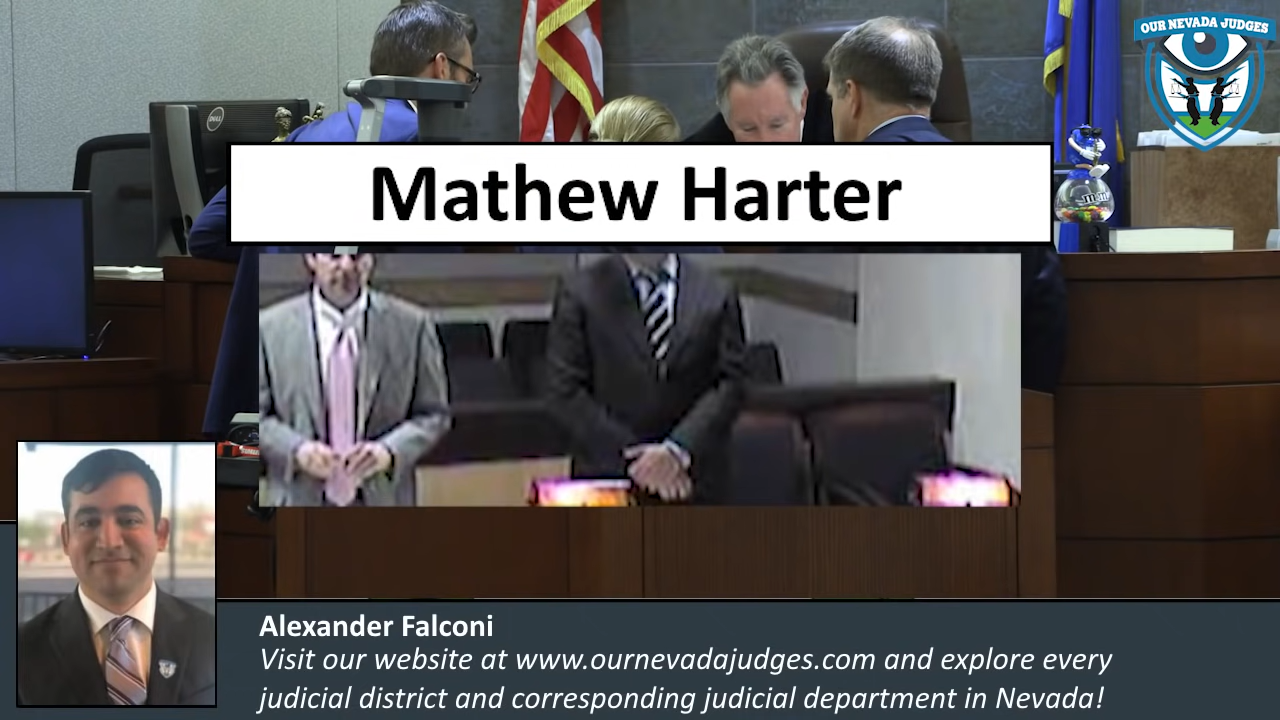 OUR NEVADA JUDGES
DELL
Mathew Harter
Alexander Falconi
Visit our website at www.ournevadajudges.com and explore every
judicial district and corresponding judicial department in Nevada!